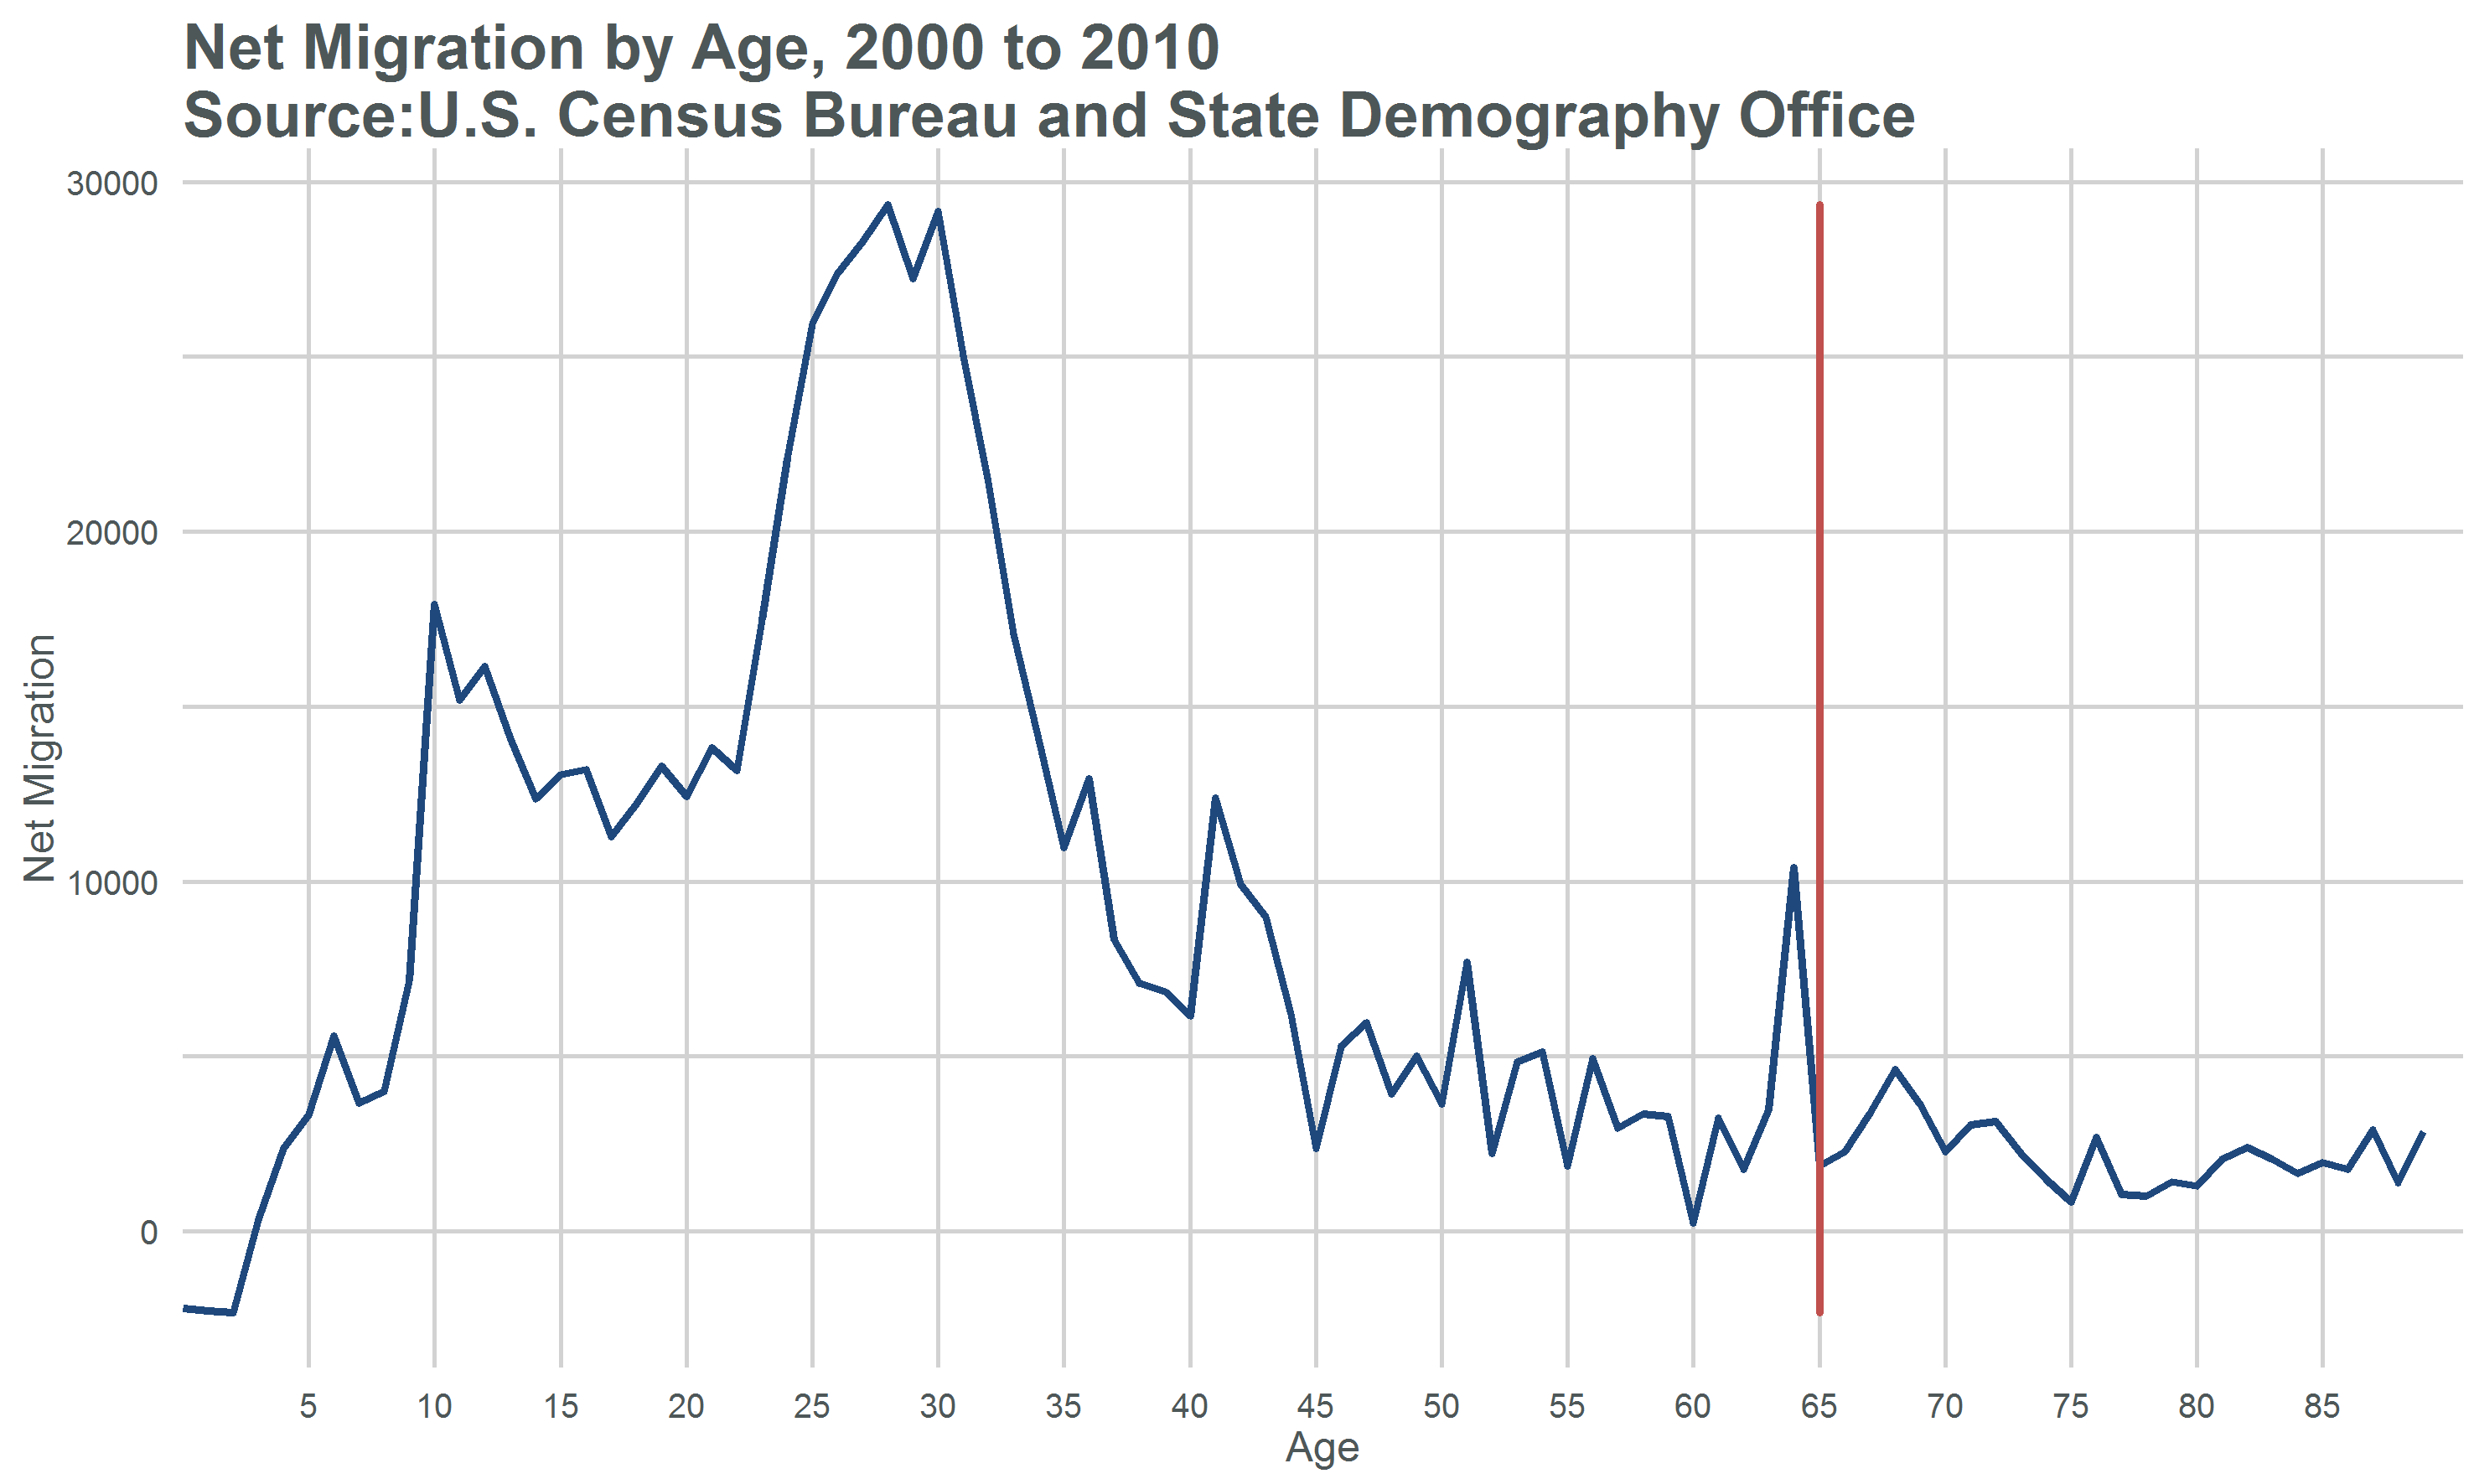 Net Migration by Age, 2000 to 2010
Source:U.S. Census Bureau and State Demography Office
30000
20000
10000
0
Net Migration
5 10 15 20 25 30 35 40 45 50 55 60 65 70 75 80 85
Age